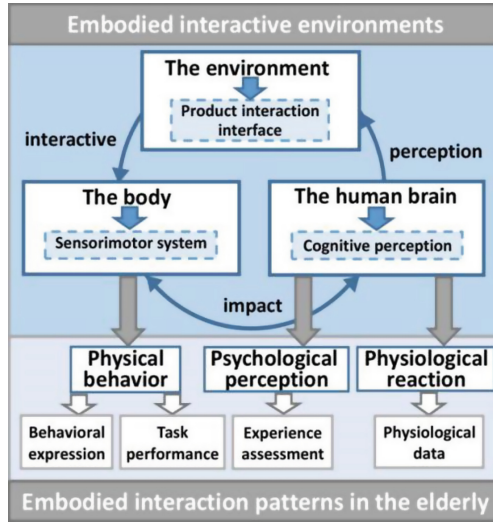 Embodied interactive environments
The environment
Product interaction
interface
interactive
perception
The body
Sensorimotor system
The human brain
Cognitive perception
impact
Physical
behavior
Psychological
perception
Physiological
reaction
Behavioral
expression
Task
performance
Experience
assessment
Physiological
data
Embodied interaction patterns in the elderly